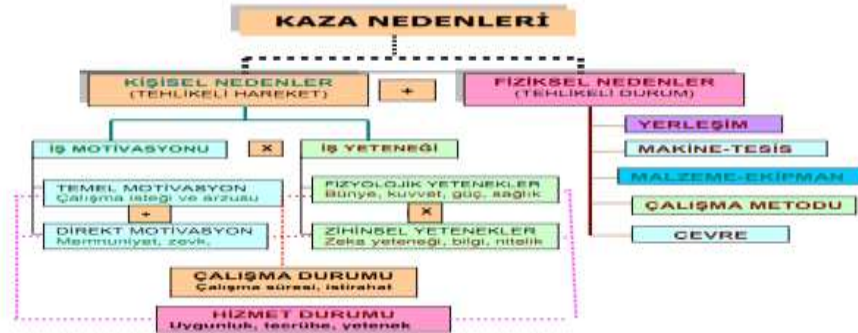 KAZA NEDENLERİ
KİŞİSEL NEDENLER
(TEHLİKELİ HAREKET)
+
FİZİKSEL NEDENLER
(TEHLİKELİ DURUM)
İŞ MOTİVASYONU
x
İŞ YETENEĞİ
TEMEL MOTİVASYON
Çalışma isteği ve arzusu
+
DİREKT MOTİVASYON
Memnuniyet, zevk.
FİZYOLOJİK YETENEKLER
Bünye, kuvvet, güç, sağlık
x
ZİHİNSEL YETENEKLER
Zeka yeteneği, bilgi, nitelik
YERLEŞİM
MAKİNE-TESİS
MALZEME-EKİPMAN
ÇALIŞMA METODU
CEVRE
ÇALIŞMA DURUMU
Çalışma süresi, istirahat
HİZMET DURUMU
Uygunluk, tecrübe, yetenek